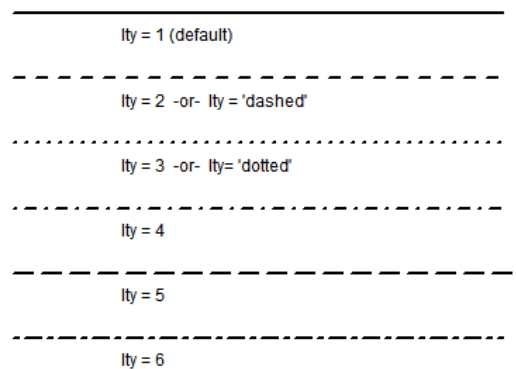 lty = 1 (default)
lty = 2 -or- lty = 'dashed'
lty = 3 -or- lty= 'dotted'
lty = 4
lty = 5
lty = 6